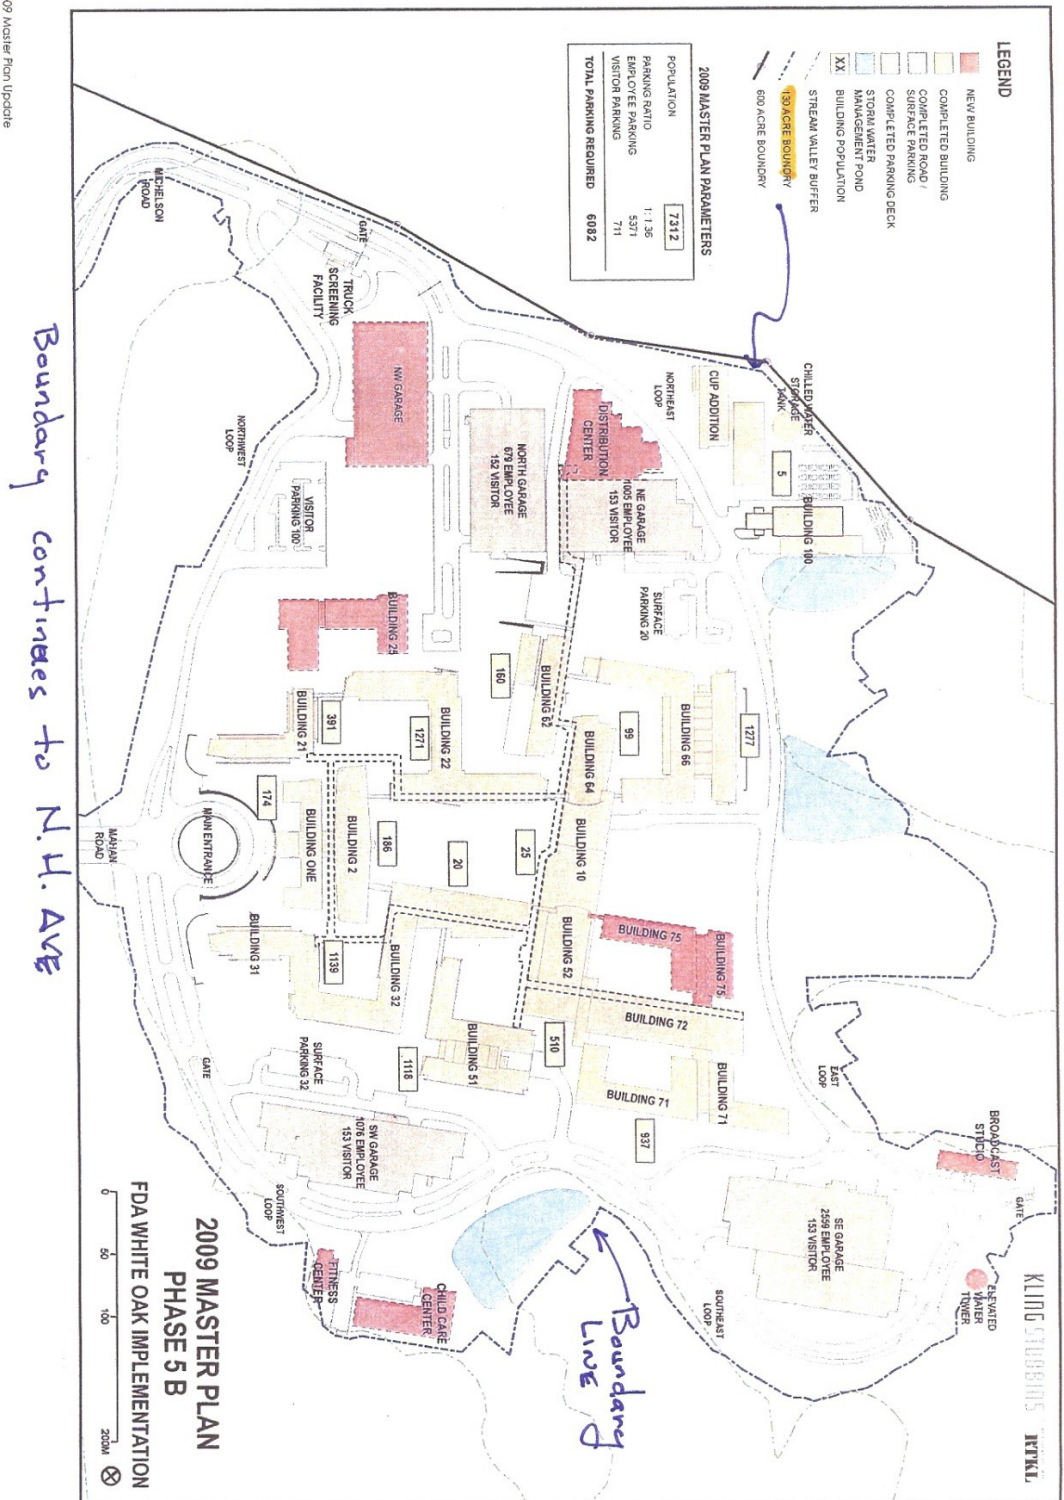 09 Master Plan Update
LEGEND
NEW BUILDING
COMPLETED BUILDING
COMPLETED ROAD /
SURFACE PARKING
COMPLETED PARKING DECK
STORM WATER
MANAGEMENT POND
XX
BUILDING POPULATION
STREAM VALLEY BUFFER
130 ACRE BOUNDRY
600 ACRE BOUNDRY
2009 MASTER PLAN PARAMETERS
POPULATION 7312
PARKING RATIO 1: 1.36
EMPLOYEE PARKING 5371
VISITOR PARKING 711
TOTAL PARKING REQUIRED 6082
KLING STUBBINS RTKL
MICHELSON
ROAD
GATE
TRUCK
SCREENING
FACILITY
NW GARAGE
NORTHWEST
LOOP
VISITOR
PARKING 100
NORTH GARAGE
679 EMPLOYEE
152 VISITOR
DISTRIBUTION
CENTER
NE GARAGE
1005 EMPLOYEE
153 VISITOR
NORTHEAST
LOOP
CUP ADDITION
CHILLED WATER
STORAGE
TANK
5
BUILDING 100
SURFACE
PARKING 20
BUILDING 25
BUILDING 21
391
1271
BUILDING 22
160
BUILDING 62
BUILDING 64
99
BUILDING 66
1277
174
MAIN ENTRANCE
MAHAN
ROAD
BUILDING ONE
BUILDING 2
186
20
25
BUILDING 10
BUILDING 31
1139
BUILDING 32
BUILDING 52
BUILDING 75
BUILDING 75
BUILDING 72
BUILDING 51
510
1118
BUILDING 71
BUILDING 71
937
EAST
LOOP
GATE
SURFACE
PARKING 32
SW GARAGE
1076 EMPLOYEE
153 VISITOR
SOUTHWEST
LOOP
FITNESS
CENTER
CHILD CARE
CENTER
SE GARAGE
2559 EMPLOYEE
153 VISITOR
SOUTHEAST
LOOP
BROADCAST
STUDIO
GATE
ELEVATED
WATER
TOWER
Boundary
LINE
Boundary continues to N.H. AVE
2009 MASTER PLAN
PHASE 5 B
FDA WHITE OAK IMPLEMENTATION
0 50 100 200M